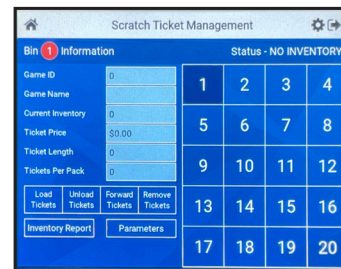 Scratch Ticket Management
Bin 1 Information
Status - NO INVENTORY
Game ID 0
Game Name
Current Inventory 0
Ticket Price $0.00
Ticket Length 0
Tickets Per Pack 0
Load Tickets
Unload Tickets
Forward Tickets
Remove Tickets
Inventory Report
Parameters
1 2 3 4
5 6 7 8
9 10 11 12
13 14 15 16
17 18 19 20